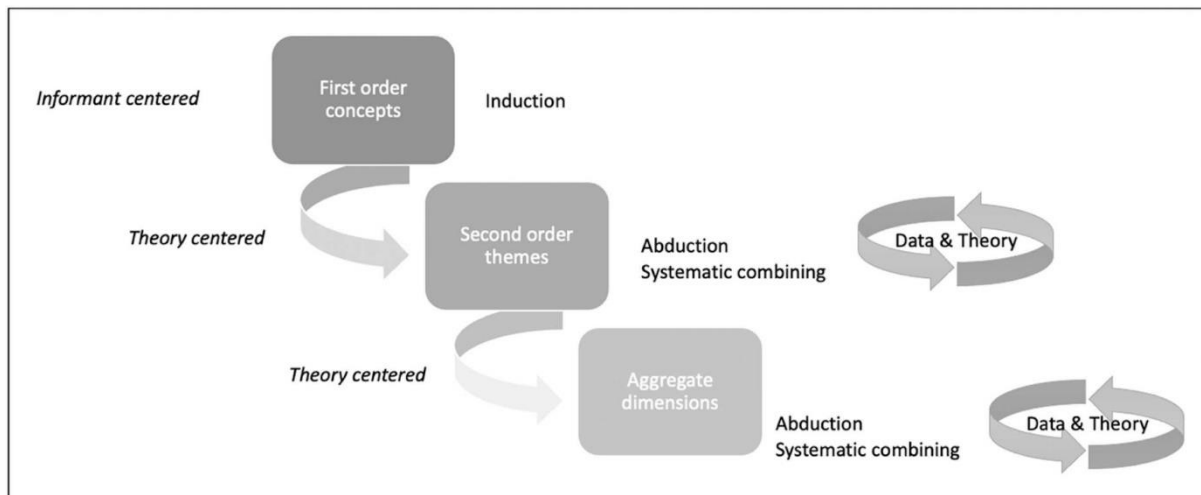 Informant centered
First order
concepts
Induction
Theory centered
Second order
themes
Abduction
Systematic combining
Data & Theory
Theory centered
Aggregate
dimensions
Abduction
Systematic combining
Data & Theory